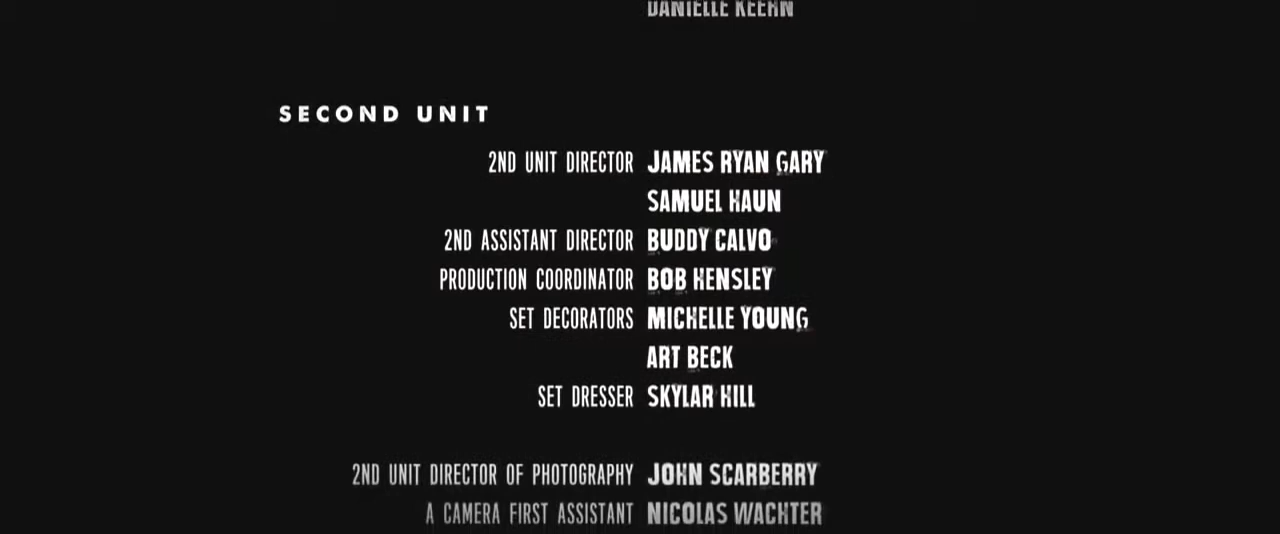 DANIELLE KEEHN
SECOND UNIT
2ND UNIT DIRECTOR JAMES RYAN GARY
SAMUEL HAUN
2ND ASSISTANT DIRECTOR BUDDY CALVO
PRODUCTION COORDINATOR BOB HENSLEY
SET DECORATORS MICHELLE YOUNG
ART BECK
SET DRESSER SKYLAR HILL
2ND UNIT DIRECTOR OF PHOTOGRAPHY JOHN SCARBERRY
A CAMERA FIRST ASSISTANT NICOLAS WACHTER